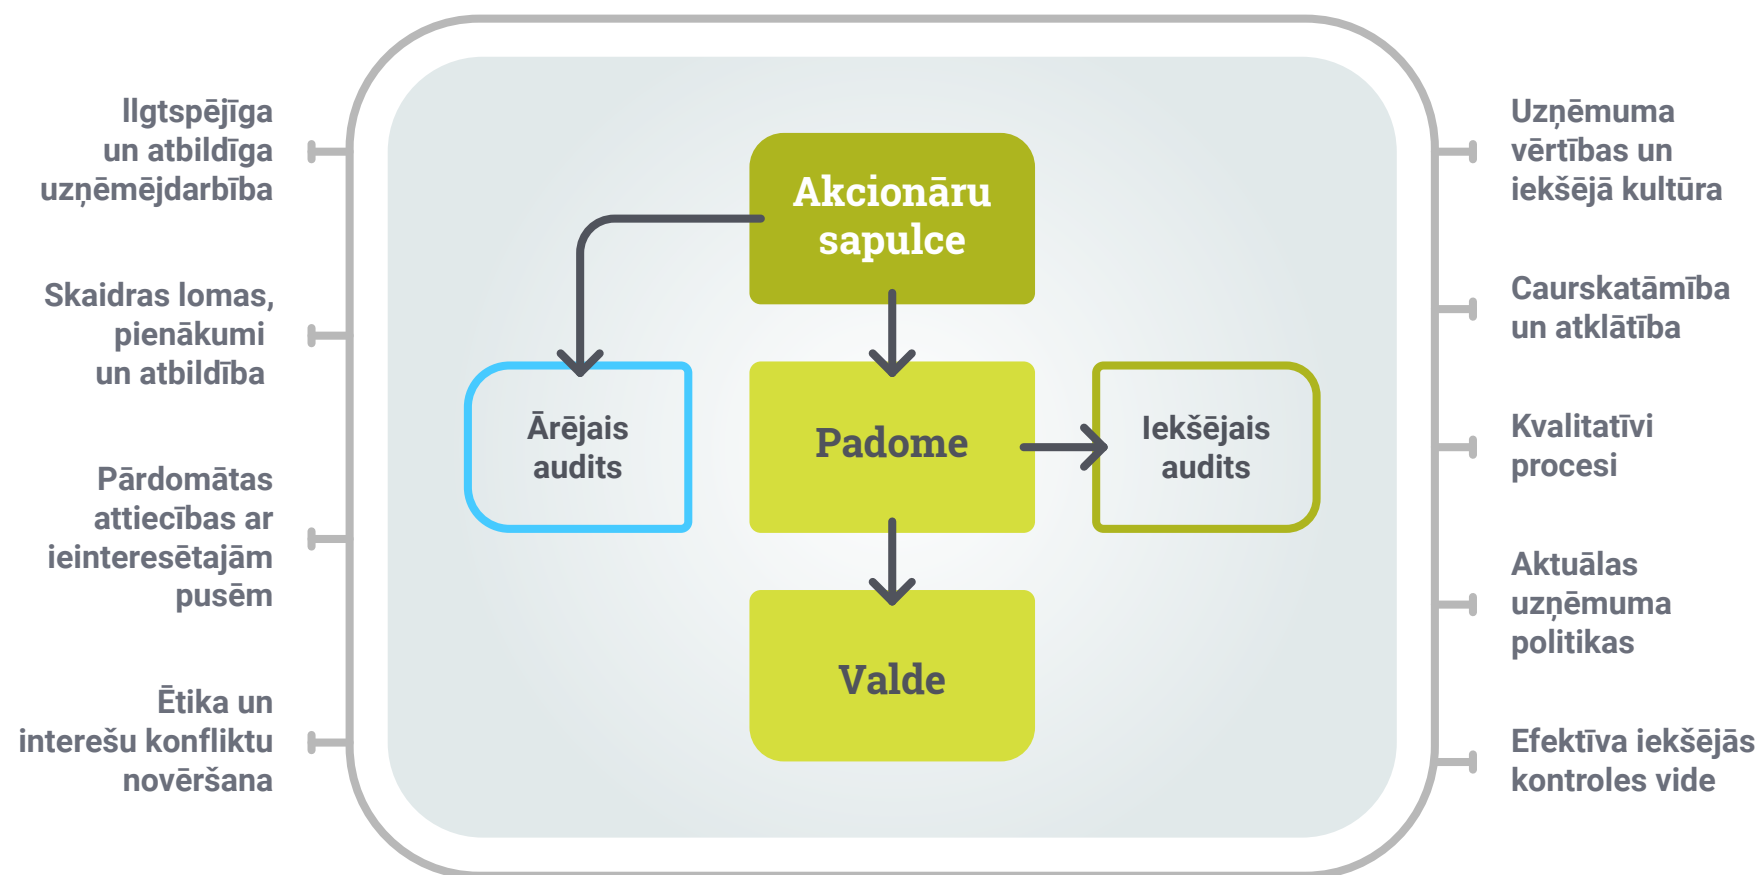 Ilgtspējīga
un atbildīga
uzņēmējdarbība
Skaidras lomas,
pienākumi
un atbildība
Pārdomātas
attiecības ar
ieinteresētajām
pusēm
Ētika un
interešu konfliktu
novēršana
Akcionāru
sapulce
Ārējais
audits
Padome
Iekšējais
audits
Valde
Uzņēmuma
vērtības un
iekšējā kultūra
Caurskatāmība
un atklātība
Kvalitatīvi
procesi
Aktuālas
uzņēmuma
politikas
Efektīva iekšējās
kontroles vide